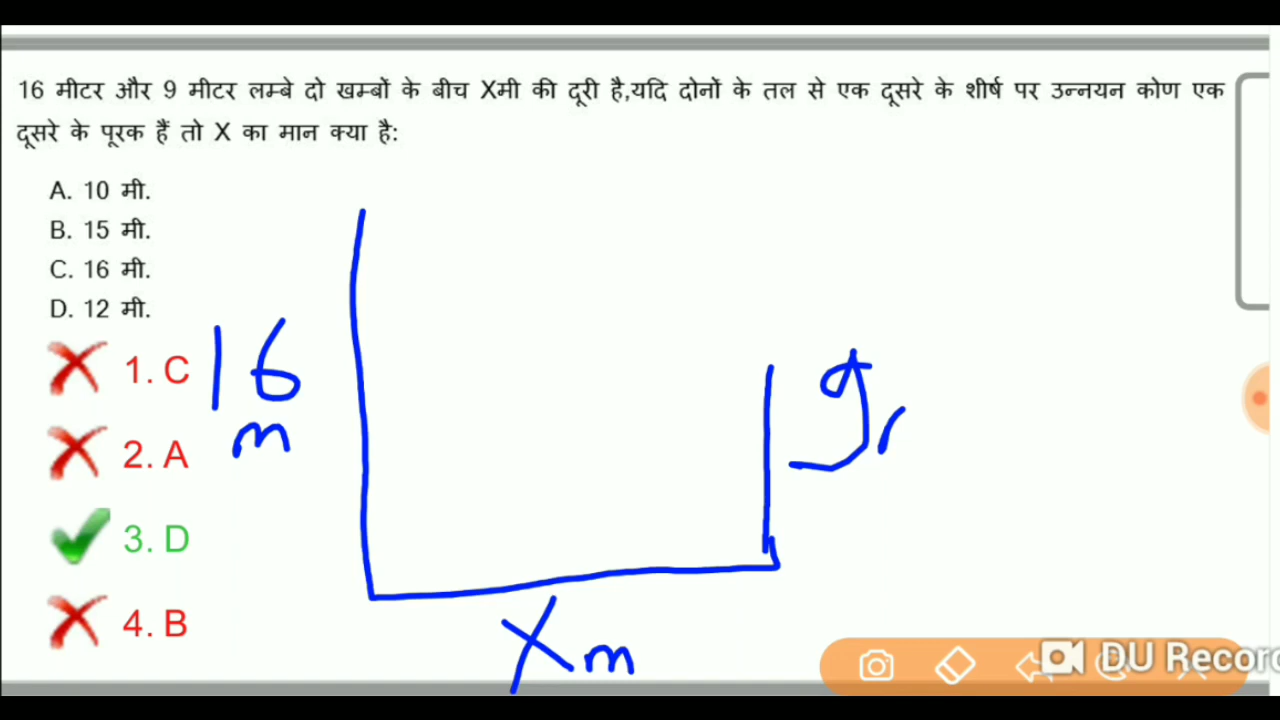 16 मीटर और 9 मीटर लम्बे दो खम्बों के बीच Xमी की दूरी है,यदि दोनों के तल से एक दूसरे के शीर्ष पर उन्नयन कोण एक
दूसरे के पूरक हैं तो X का मान क्या है:
A. 10 मी.
B. 15 मी.
C. 16 मी.
D. 12 मी.
1. C
2. A
3. D
4. B
16
m
9
X m
DU Recor